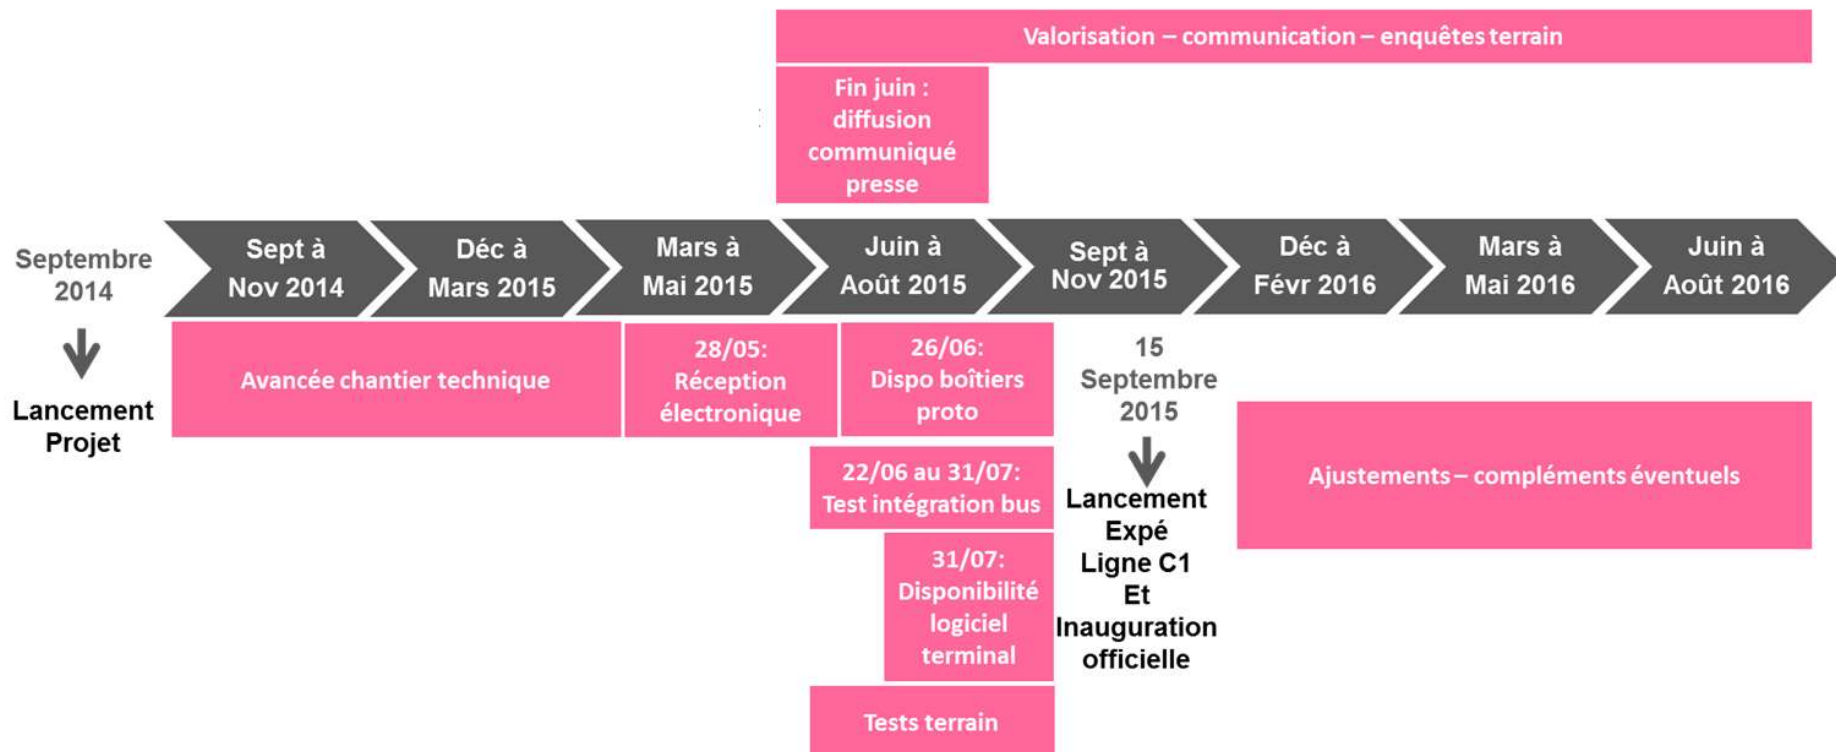 Valorisation – communication – enquêtes terrain
Fin juin :
diffusion
communiqué
presse
Septembre
2014
Lancement
Projet
Sept à
Nov 2014
Déc à
Mars 2015
Mars à
Mai 2015
Juin à
Août 2015
Sept à
Nov 2015
Déc à
Févr 2016
Mars à
Mai 2016
Juin à
Août 2016
Avancée chantier technique
28/05:
Réception
électronique
26/06:
Dispo boîtiers
proto
22/06 au 31/07:
Test intégration bus
31/07:
Disponibilité
logiciel
terminal
Tests terrain
15
Septembre
2015
Lancement
Expé
Ligne C1
Et
Inauguration
officielle
Ajustements – compléments éventuels